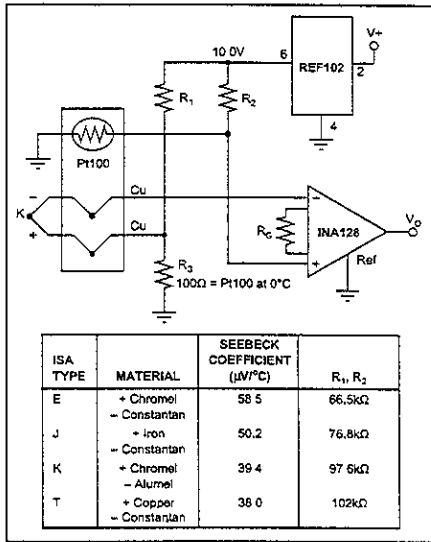 V+
10.0V
6
REF102
2
R1
R2
4
Pt100
Cu
K
−
+
Cu
−
RG
INA128
VO
+
Ref
R3
100Ω = Pt100 at 0°C
ISA TYPE
MATERIAL
SEEBECK COEFFICIENT (µV/°C)
R1, R2
E
+ Chromel
− Constantan
58.5
66.5kΩ
J
+ Iron
− Constantan
50.2
76.8kΩ
K
+ Chromel
− Alumel
39.4
97.6kΩ
T
+ Copper
− Constantan
38.0
102kΩ